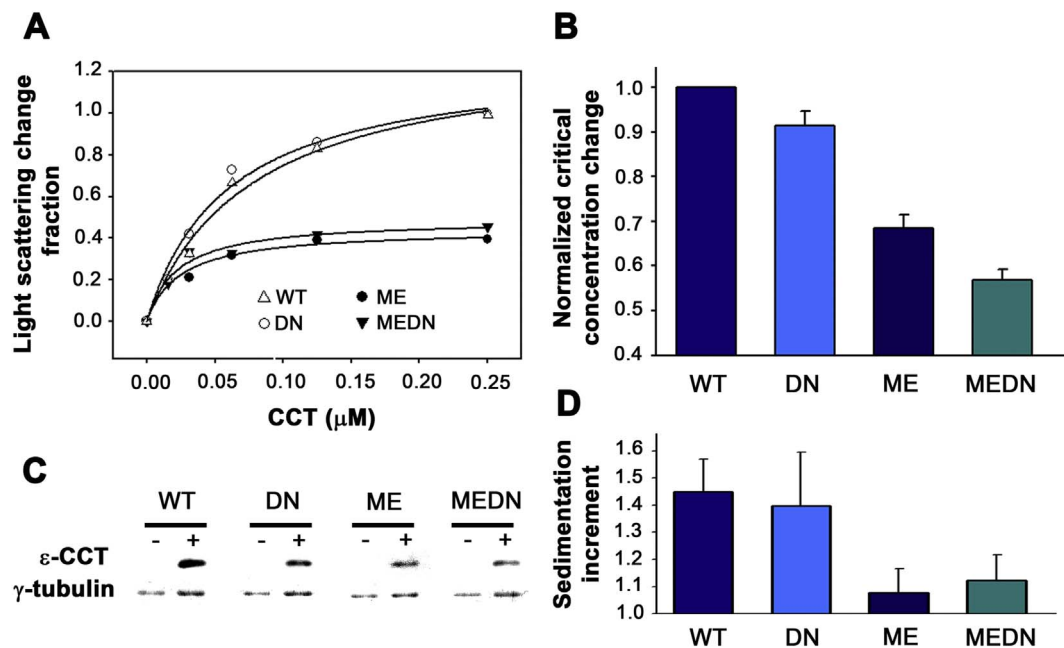 A
Light scattering change
fraction
1.2
1.0
0.8
0.6
0.4
0.2
0.0
WT
ME
DN
MEDN
0.00 0.05 0.10 0.15 0.20 0.25
CCT (μM)
B
Normalized critical
concentration change
1.0
0.9
0.8
0.7
0.6
0.5
0.4
WT DN ME MEDN
C
WT DN ME MEDN
- + - + - + - +
ε-CCT
γ-tubulin
D
Sedimentation
increment
1.6
1.5
1.4
1.3
1.2
1.1
1.0
WT DN ME MEDN